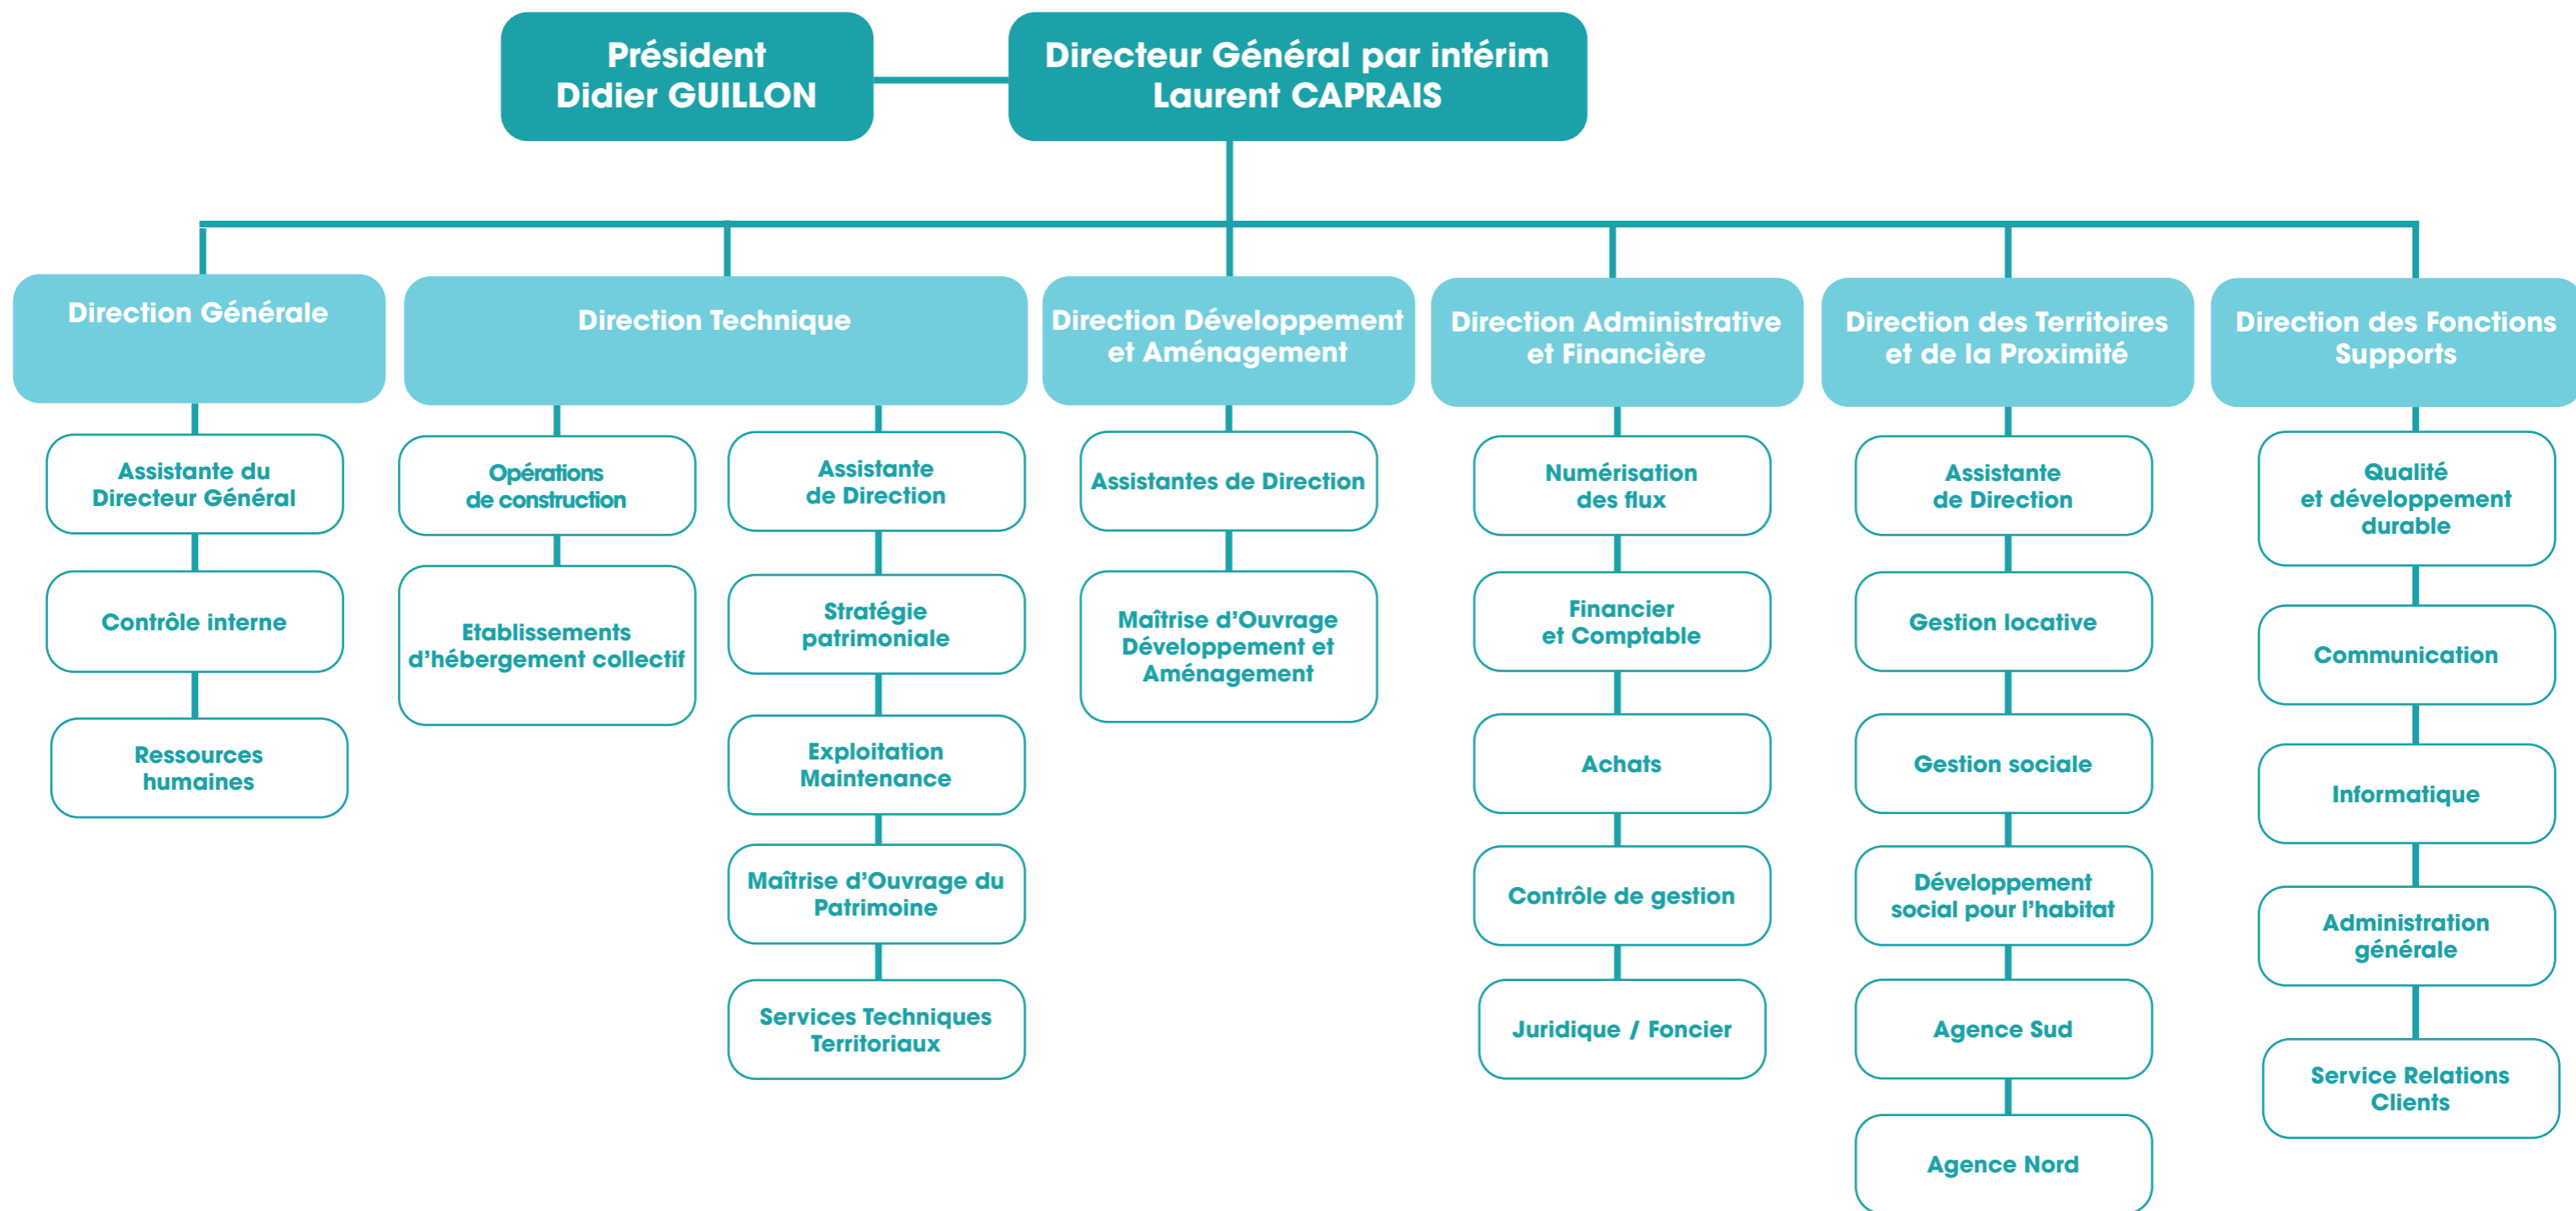 Président
Didier GUILLON
Directeur Général par intérim
Laurent CAPRAIS
Direction Générale
Assistante du
Directeur Général
Contrôle interne
Ressources
humaines
Direction Technique
Opérations
de construction
Etablissements
d’hébergement collectif
Assistante
de Direction
Stratégie
patrimoniale
Exploitation
Maintenance
Maîtrise d’Ouvrage du
Patrimoine
Services Techniques
Territoriaux
Direction Développement
et Aménagement
Assistantes de Direction
Maîtrise d’Ouvrage
Développement et
Aménagement
Direction Administrative
et Financière
Numérisation
des flux
Financier
et Comptable
Achats
Contrôle de gestion
Juridique / Foncier
Direction des Territoires
et de la Proximité
Assistante
de Direction
Gestion locative
Gestion sociale
Développement
social pour l’habitat
Agence Sud
Agence Nord
Direction des Fonctions
Supports
Qualité
et développement
durable
Communication
Informatique
Administration
générale
Service Relations
Clients